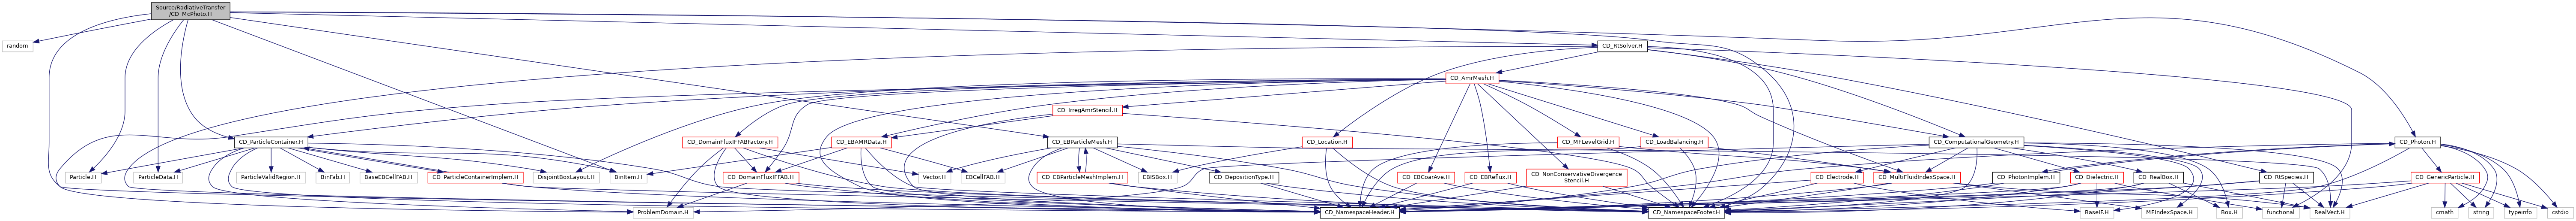 Source/RadiativeTransfer
/CD_McPhoto.H
random
CD_RtSolver.H
CD_AmrMesh.H
CD_IrregAmrStencil.H
CD_ParticleContainer.H
CD_DomainFluxIFFABFactory.H
CD_EBAMRData.H
CD_EBParticleMesh.H
CD_Location.H
CD_MFLevelGrid.H
CD_LoadBalancing.H
CD_ComputationalGeometry.H
CD_Photon.H
Particle.H
ParticleData.H
ParticleValidRegion.H
BinFab.H
BaseEBCellFAB.H
CD_ParticleContainerImplem.H
DisjointBoxLayout.H
BinItem.H
CD_DomainFluxIFFAB.H
Vector.H
EBCellFAB.H
CD_EBParticleMeshImplem.H
EBISBox.H
CD_DepositionType.H
CD_EBCoarAve.H
CD_EBReflux.H
CD_NonConservativeDivergence
Stencil.H
CD_Electrode.H
CD_MultiFluidIndexSpace.H
CD_PhotonImplem.H
CD_Dielectric.H
CD_RealBox.H
CD_RtSpecies.H
CD_GenericParticle.H
ProblemDomain.H
CD_NamespaceHeader.H
CD_NamespaceFooter.H
BaseIF.H
MFIndexSpace.H
Box.H
functional
RealVect.H
cmath
string
typeinfo
cstdio